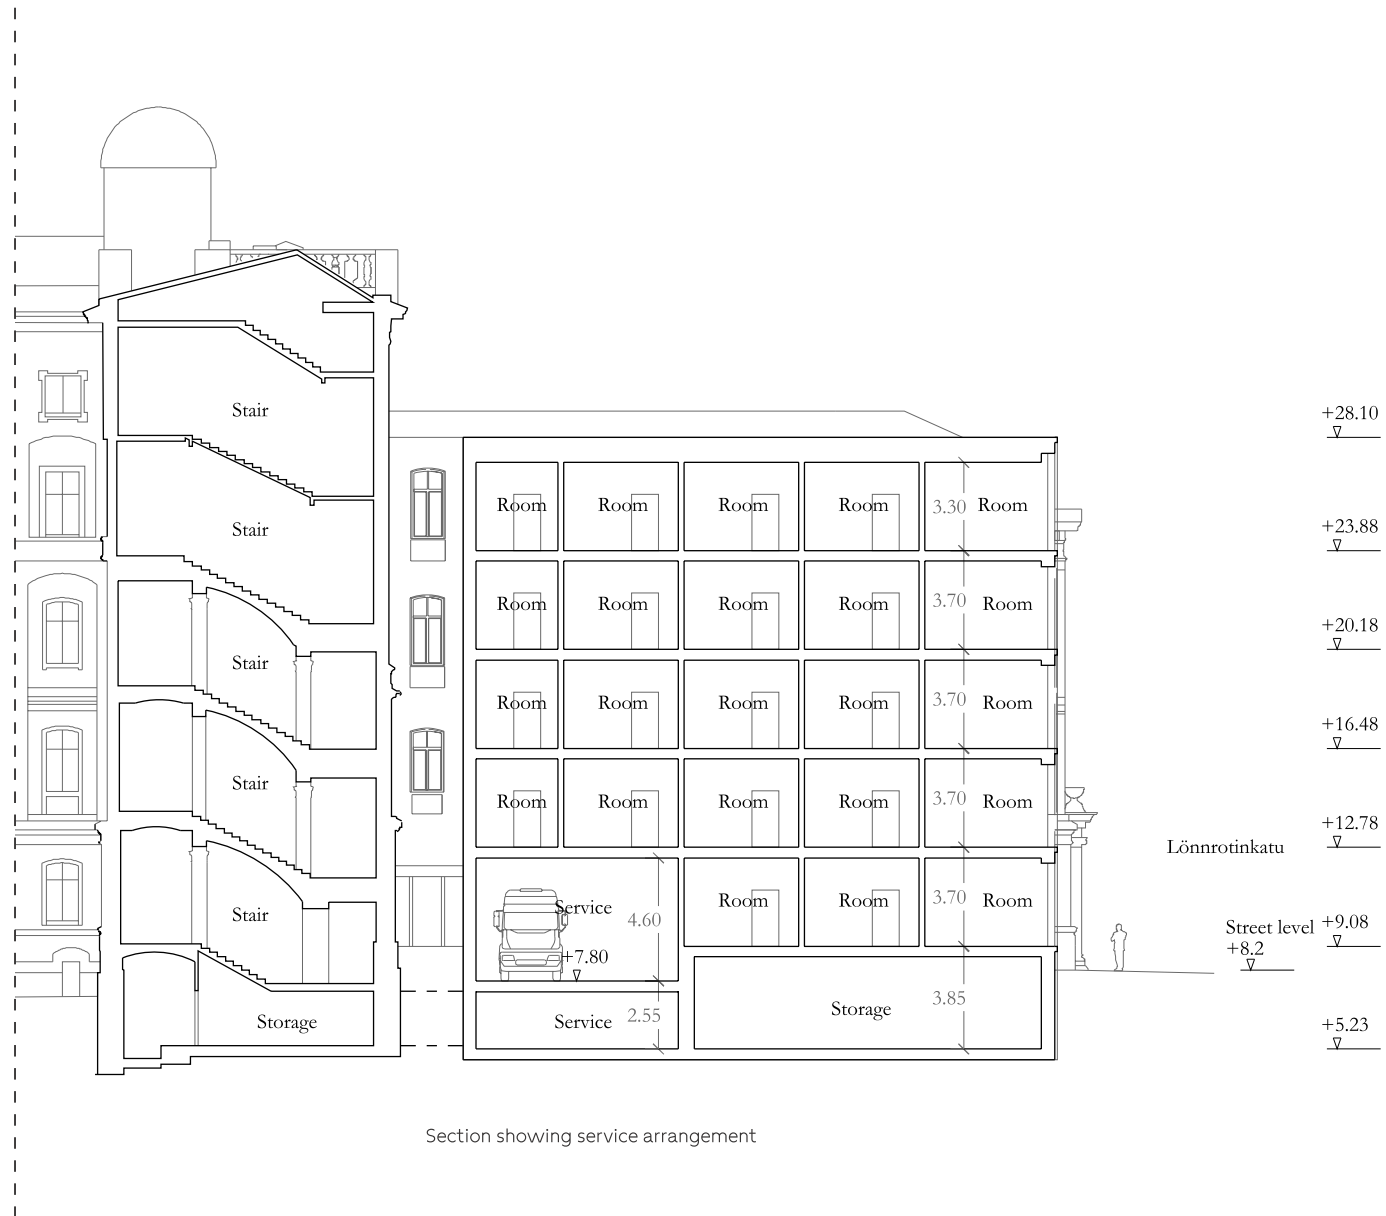 +28.10
Stair
Room Room Room Room 3.30 Room
+23.88
Stair
Room Room Room Room 3.70 Room
+20.18
Stair
Room Room Room Room 3.70 Room
+16.48
Stair
Room Room Room Room 3.70 Room
+12.78
Lönnrotinkatu
Stair
Service 4.60 Room Room 3.70 Room
+9.08
Street level
+8.2
+7.80
Storage
Service 2.55
Storage 3.85
+5.23
Section showing service arrangement